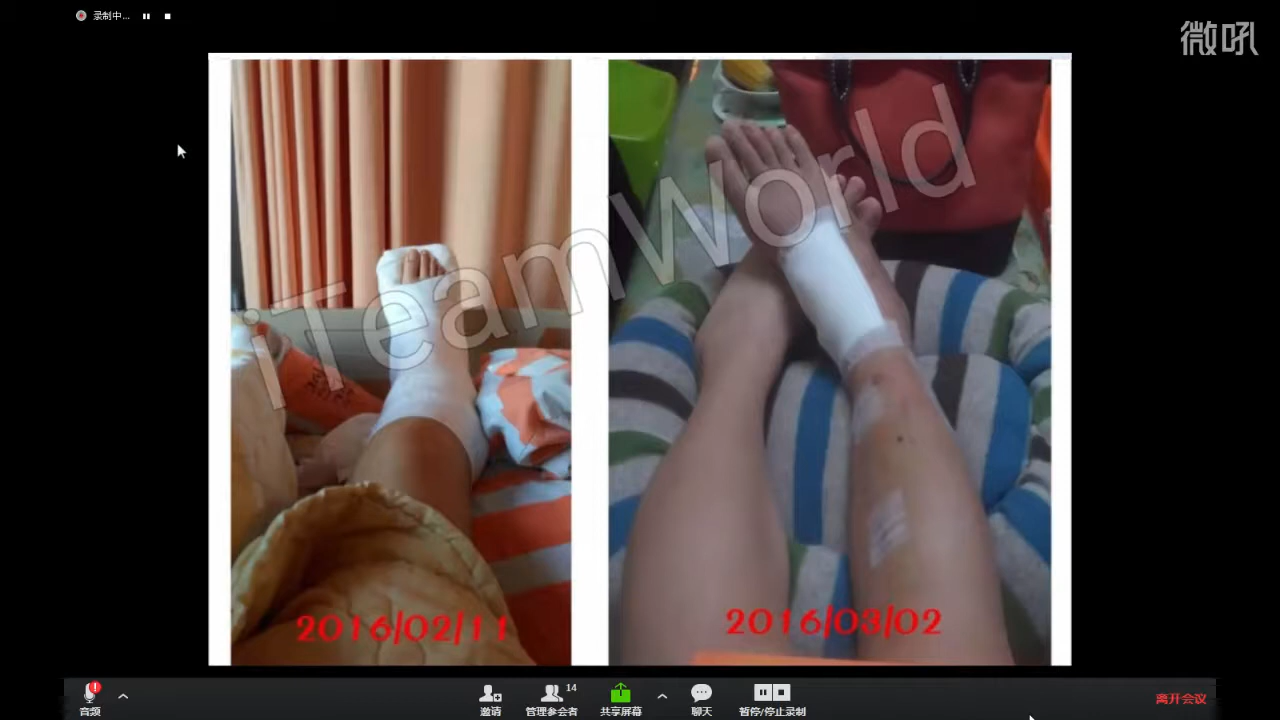 录制中...
微吼
iTeamWorld
2016/02/11
2016/03/02
音频
邀请
14
管理参会者
共享屏幕
聊天
暂停/停止录制
离开会议